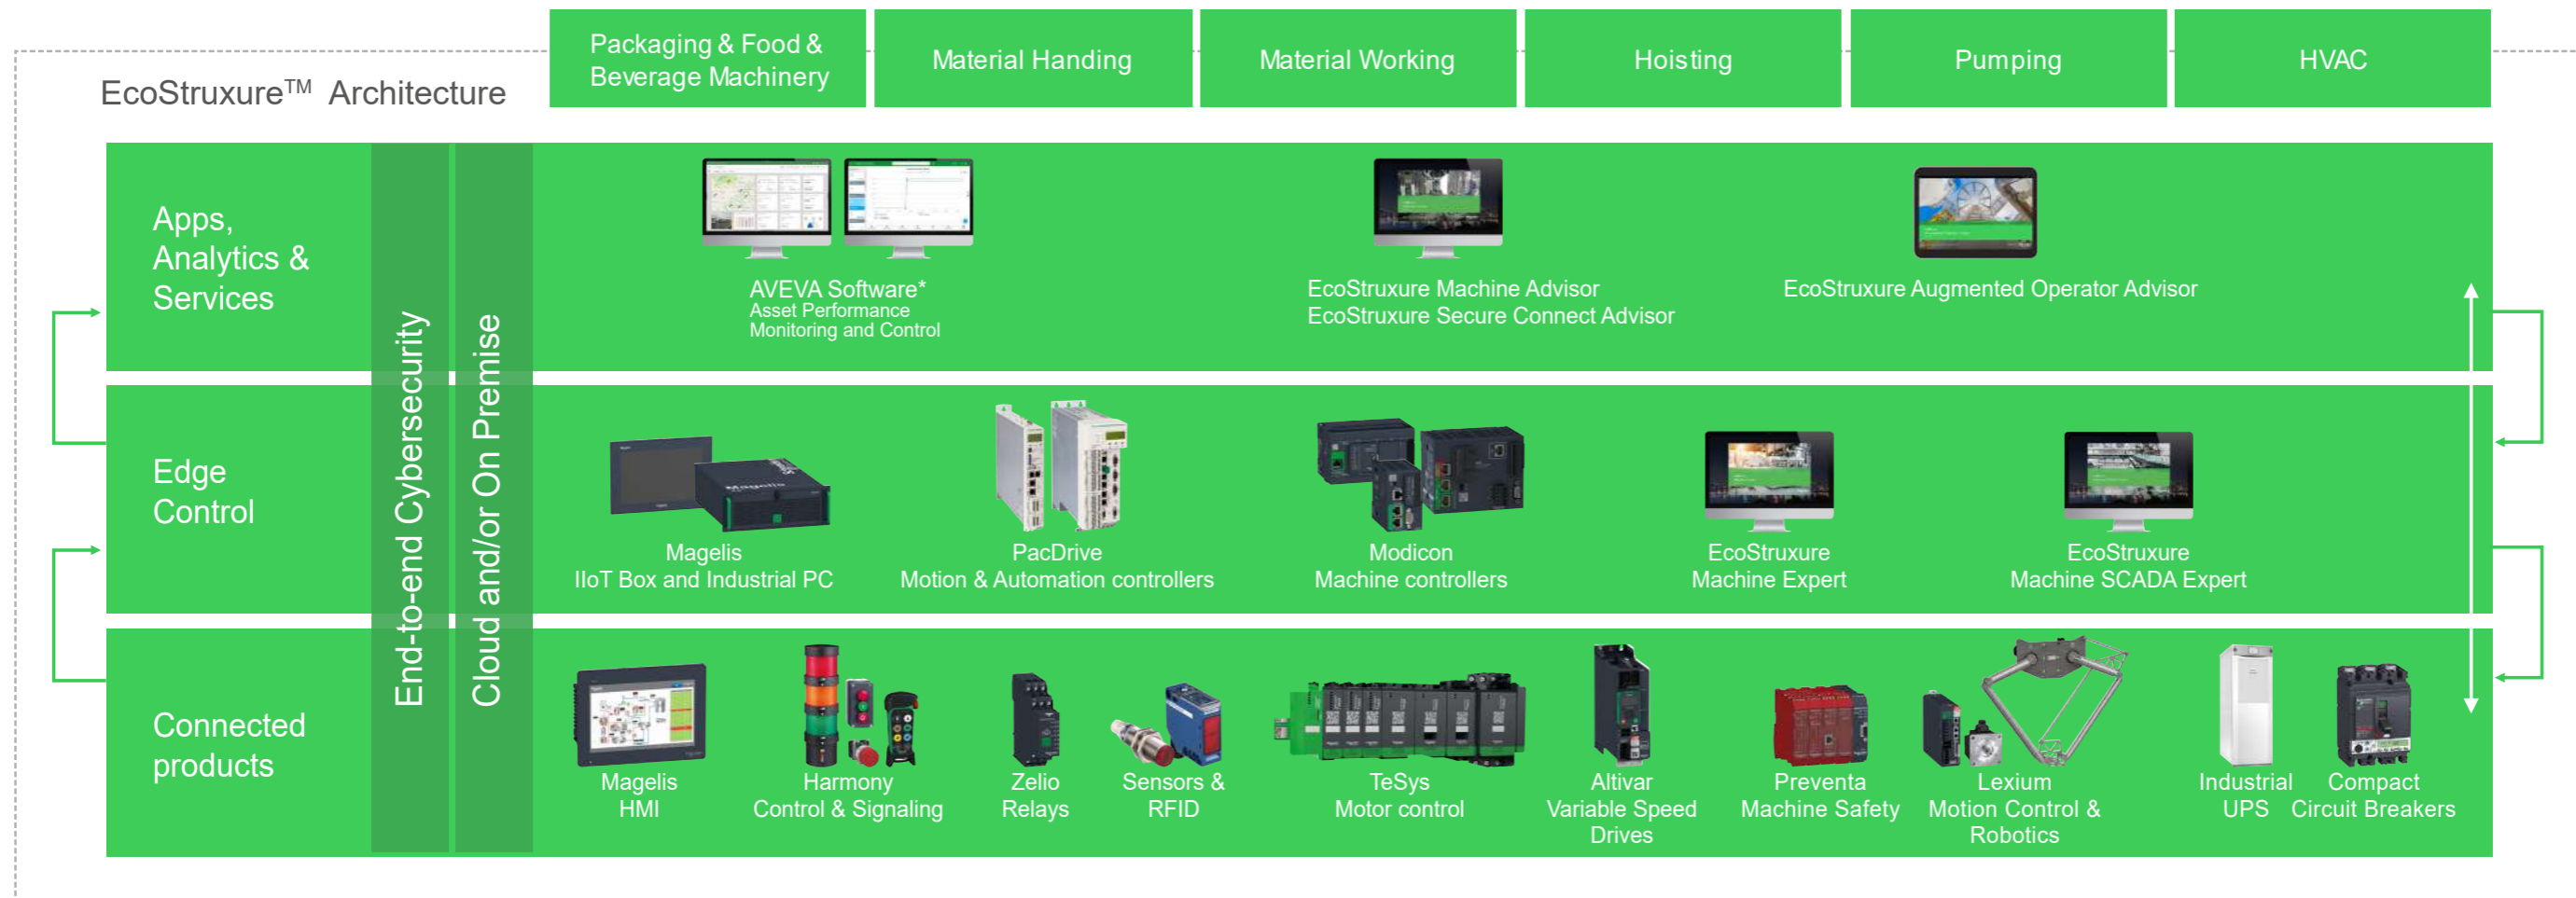 Packaging & Food &
Beverage Machinery
Material Handing
Material Working
Hoisting
Pumping
HVAC
EcoStruxure™ Architecture
Apps,
Analytics &
Services
End-to-end Cybersecurity
Cloud and/or On Premise
AVEVA Software*
Asset Performance
Monitoring and Control
EcoStruxure Machine Advisor
EcoStruxure Secure Connect Advisor
EcoStruxure Augmented Operator Advisor
Edge
Control
Magelis
Magelis
IIoT Box and Industrial PC
PacDrive
Motion & Automation controllers
Modicon
Machine controllers
EcoStruxure
Machine Expert
EcoStruxure
Machine SCADA Expert
Connected
products
Magelis
HMI
Harmony
Control & Signaling
Zelio
Relays
Sensors &
RFID
TeSys
Motor control
Altivar
Variable Speed
Drives
Preventa
Machine Safety
Lexium
Motion Control &
Robotics
Industrial
UPS
Compact
Circuit Breakers